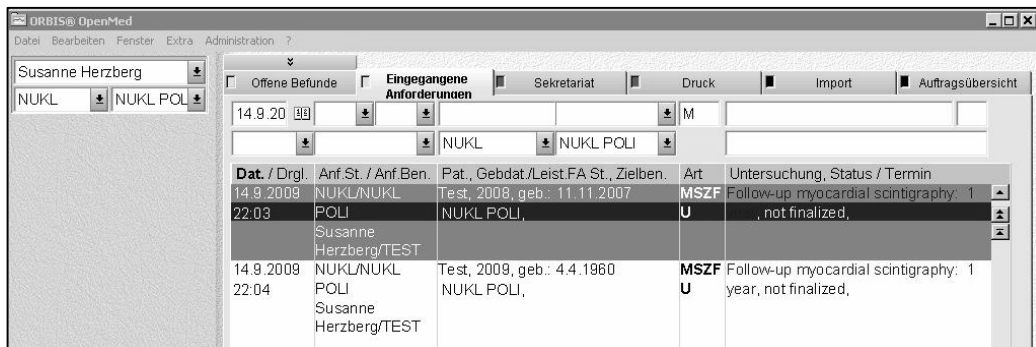 ORBIS® OpenMed
Datei Bearbeiten Fenster Extra Administration ?
Susanne Herzberg
NUKL NUKL POL
Offene Befunde Eingegangene Anforderungen Sekretariat Druck Import Auftragsübersicht
14.9.20 M
NUKL NUKL POLI
Dat. / Drgl. Anf.St. / Anf.Ben. Pat., Gebdat./Leist.FA St., Zielben. Art Untersuchung, Status / Termin
14.9.2009 NUKL/NUKL Test, 2008, geb.: 11.11.2007 MSZF Follow-up myocardial scintigraphy: 1
22:03 POLI NUKL POLI, U , not finalized,
Susanne
Herzberg/TEST
14.9.2009 NUKL/NUKL Test, 2009, geb.: 4.4.1960 MSZF Follow-up myocardial scintigraphy: 1
22:04 POLI NUKL POLI, U year, not finalized,
Susanne
Herzberg/TEST